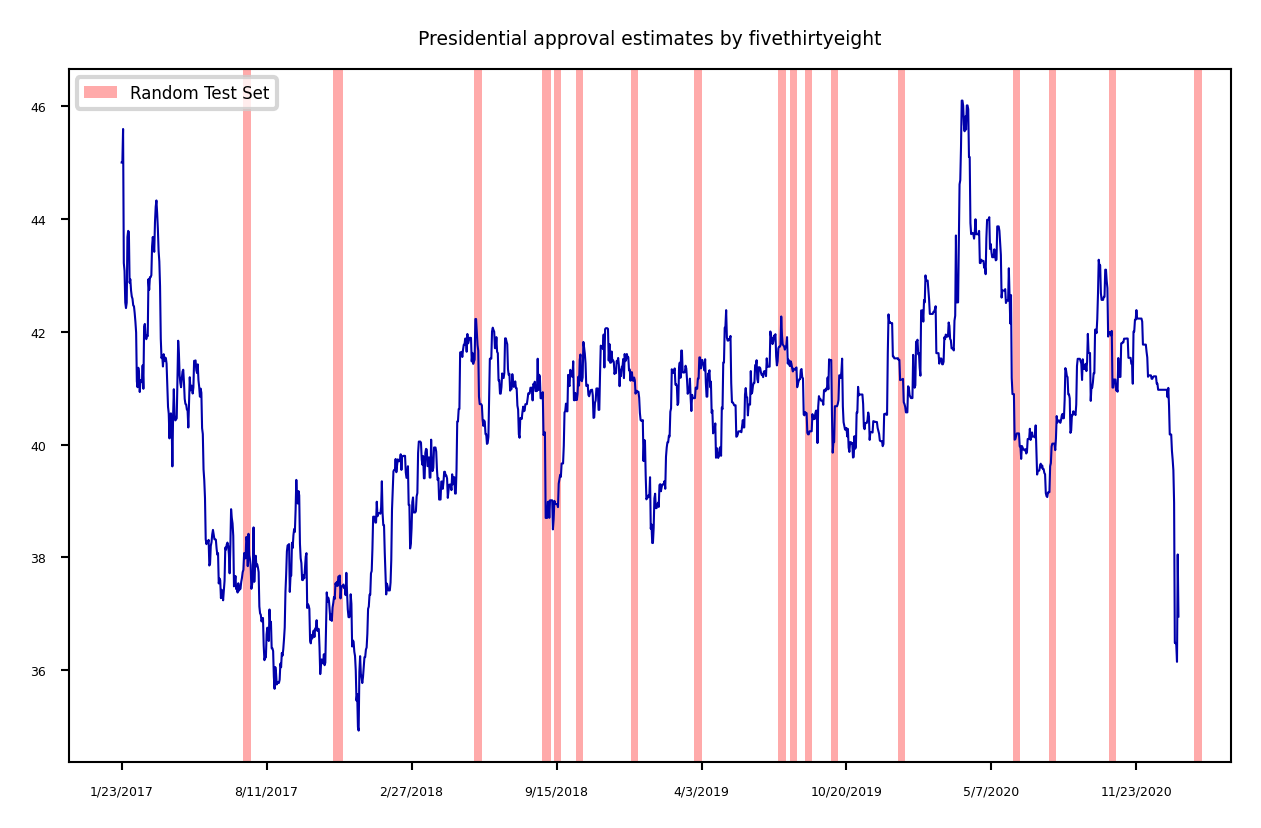 Presidential approval estimates by fivethirtyeight
Random Test Set
46
44
42
40
38
36
1/23/2017 8/11/2017 2/27/2018 9/15/2018 4/3/2019 10/20/2019 5/7/2020 11/23/2020